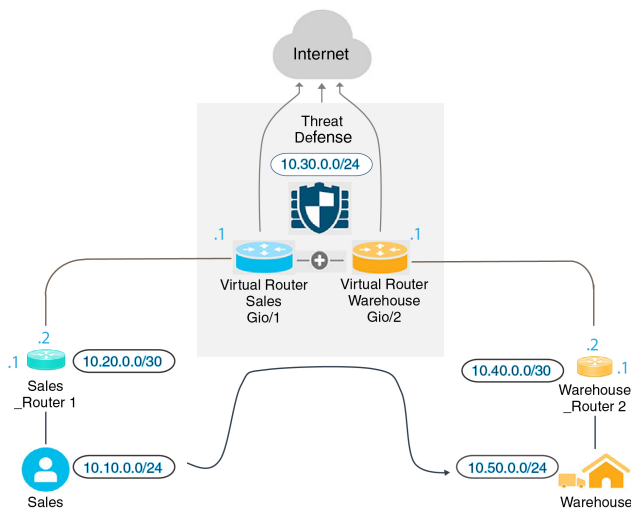 Internet
Threat
Defense
10.30.0.0/24
.1
.1
Virtual Router
Sales
Gio/1
Virtual Router
Warehouse
Gio/2
.2
.1
10.20.0.0/30
Sales
_Router 1
.2
.1
10.40.0.0/30
Warehouse
_Router 2
10.10.0.0/24
Sales
10.50.0.0/24
Warehouse